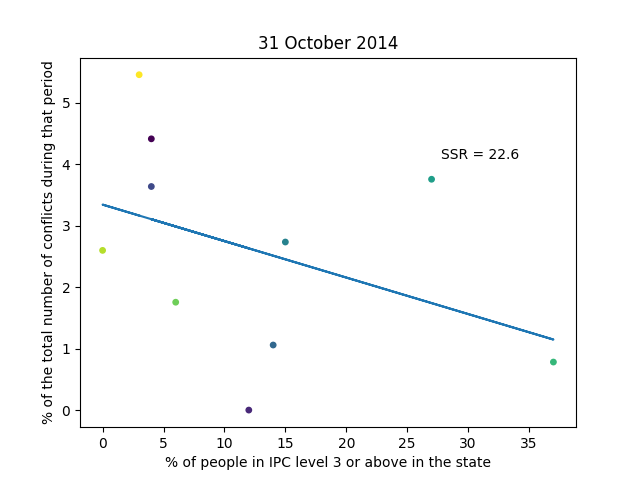 31 October 2014
% of the total number of conflicts during that period
5
4
3
2
1
0
SSR = 22.6
0 5 10 15 20 25 30 35
% of people in IPC level 3 or above in the state